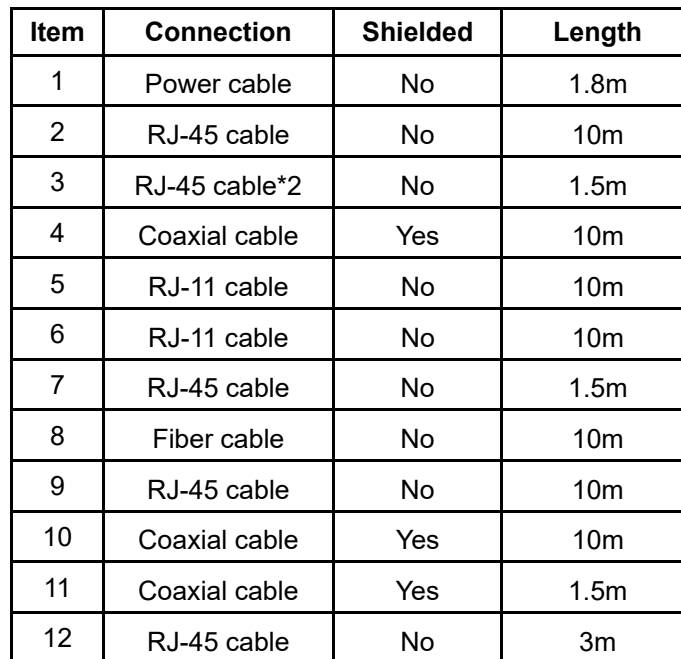 Item Connection Shielded Length
1 Power cable No 1.8m
2 RJ-45 cable No 10m
3 RJ-45 cable*2 No 1.5m
4 Coaxial cable Yes 10m
5 RJ-11 cable No 10m
6 RJ-11 cable No 10m
7 RJ-45 cable No 1.5m
8 Fiber cable No 10m
9 RJ-45 cable No 10m
10 Coaxial cable Yes 10m
11 Coaxial cable Yes 1.5m
12 RJ-45 cable No 3m